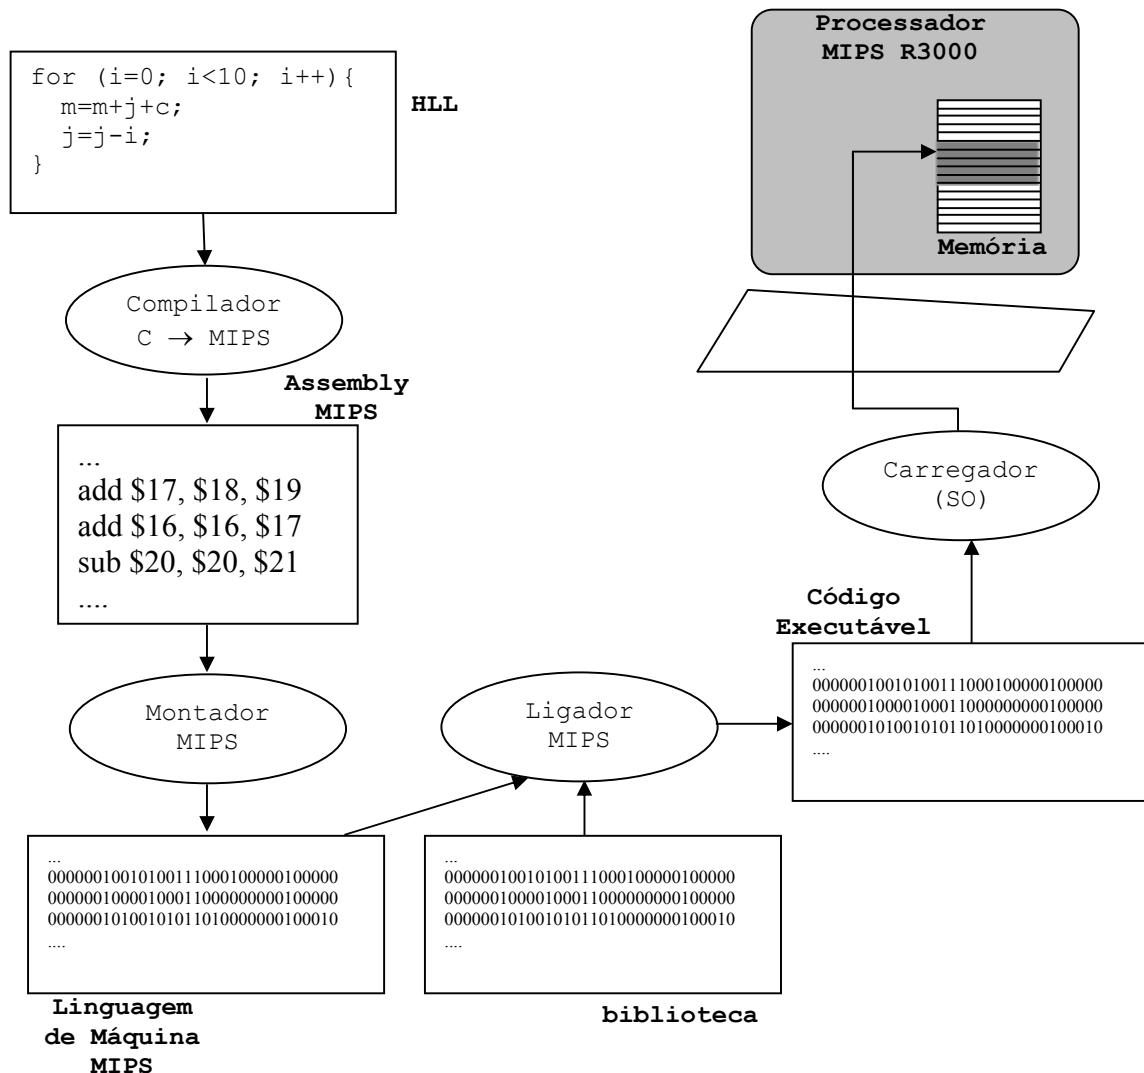 for (i=0; i<10; i++){
m=m+j+c;
j=j-i;
}
HLL
Compilador
C → MIPS
Assembly
MIPS
...
add $17, $18, $19
add $16, $16, $17
sub $20, $20, $21
....
Montador
MIPS
...
00000010010100111000100000100000
00000010000100011000000000100000
00000010100101011010000000100010
....
Linguagem
de Máquina
MIPS
Ligador
MIPS
...
00000010010100111000100000100000
00000010000100011000000000100000
00000010100101011010000000100010
....
biblioteca
Código
Executável
...
00000010010100111000100000100000
00000010000100011000000000100000
00000010100101011010000000100010
....
Carregador
(SO)
Processador
MIPS R3000
Memória